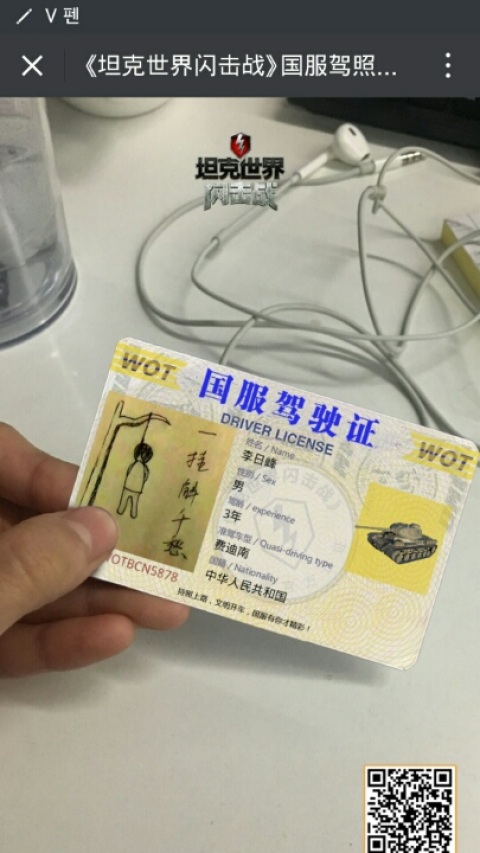 V 펜
《坦克世界闪击战》国服驾照...
坦克世界
闪击战
WOT
国服驾驶证
DRIVER LICENSE
WOT
姓名 / Name
李日峰
性别 / Sex
男
驾龄 / experience
3年
准驾车型 / Quasi-driving type
费迪南
国籍 / Nationality
中华人民共和国
一挂解千愁
OTBCN5878
持照上路，文明开车，国服有你才精彩！